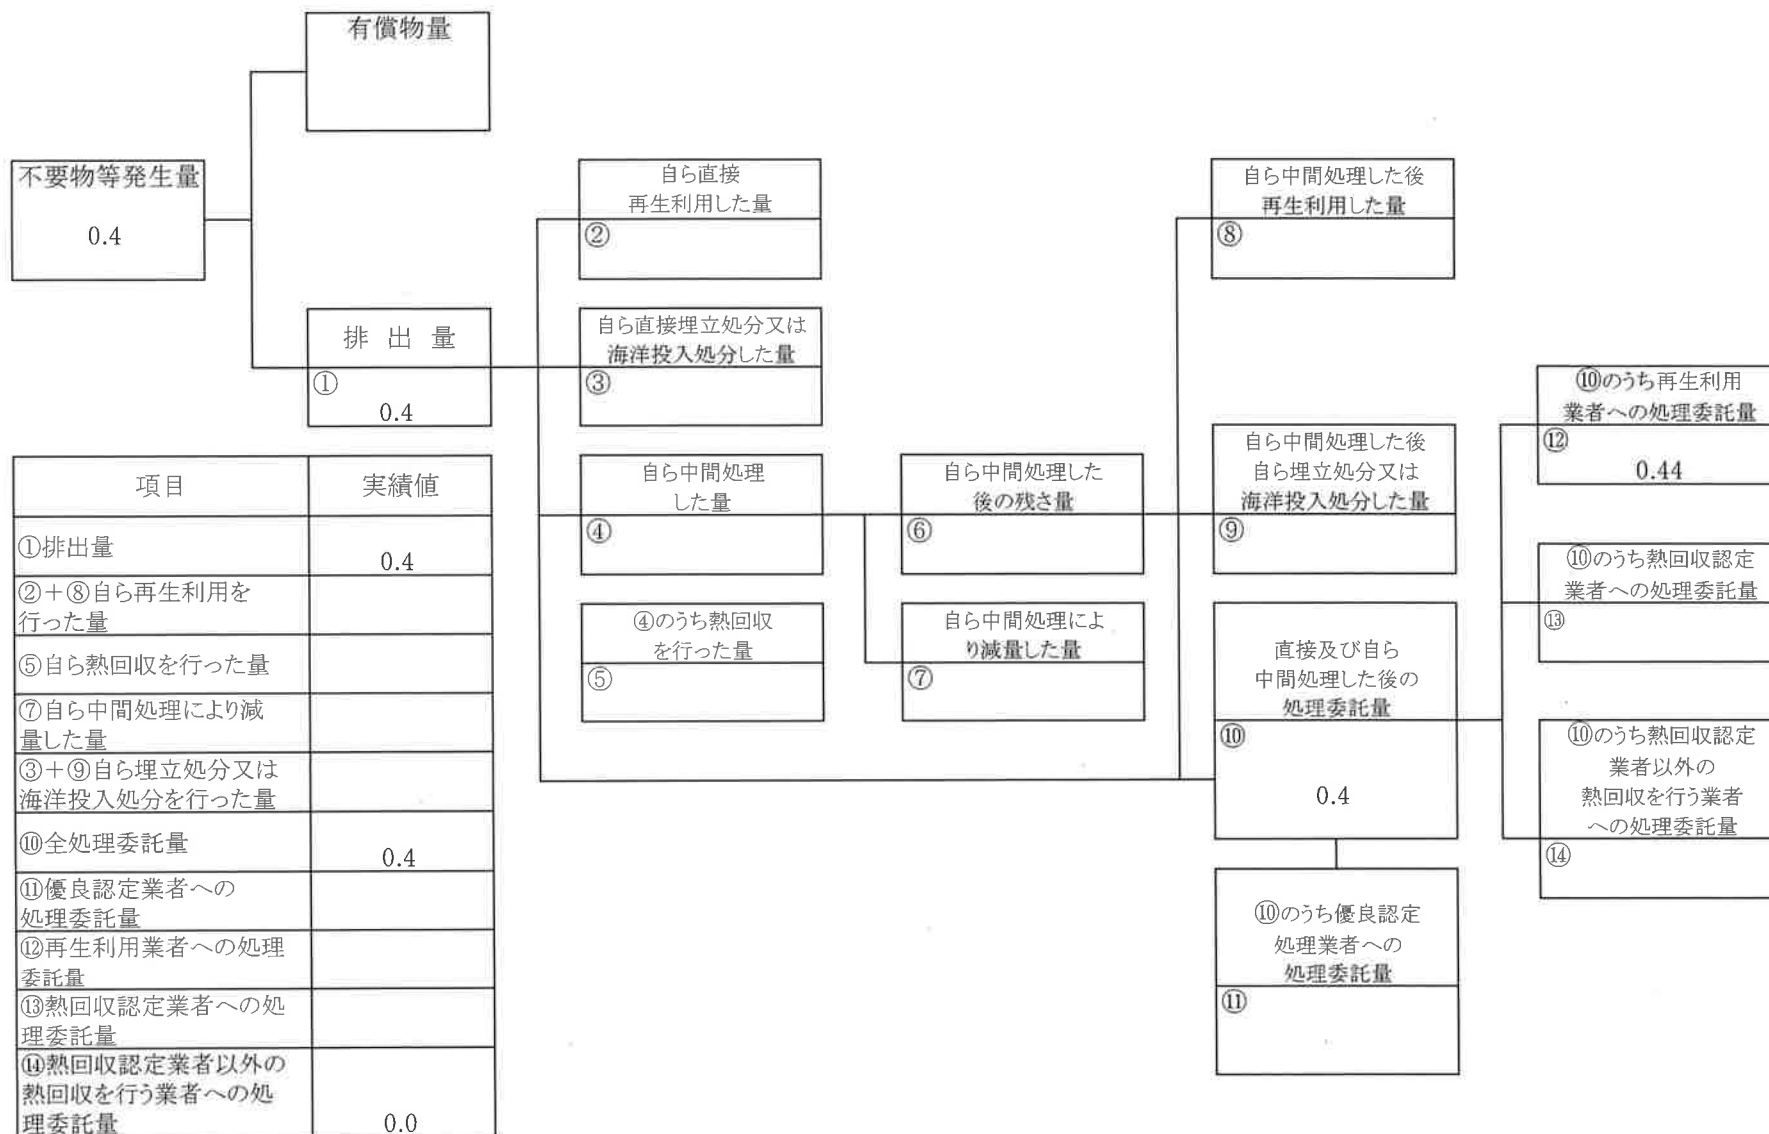 有償物量
不要物等発生量
0.4
排 出 量
①
0.4
自ら直接
再生利用した量
②
自ら直接埋立処分又は
海洋投入処分した量
③
自ら中間処理
した量
④
④のうち熱回収
を行った量
⑤
自ら中間処理した
後の残さ量
⑥
自ら中間処理によ
り減量した量
⑦
自ら中間処理した後
再生利用した量
⑧
自ら中間処理した後
自ら埋立処分又は
海洋投入処分した量
⑨
直接及び自ら
中間処理した後の
処理委託量
⑩
0.4
⑩のうち優良認定
処理業者への
処理委託量
⑪
⑩のうち再生利用
業者への処理委託量
⑫
0.44
⑩のうち熱回収認定
業者への処理委託量
⑬
⑩のうち熱回収認定
業者以外の
熱回収を行う業者
への処理委託量
⑭
項目 実績値
①排出量 0.4
②+⑧自ら再生利用を
行った量
⑤自ら熱回収を行った量
⑦自ら中間処理により減
量した量
③+⑨自ら埋立処分又は
海洋投入処分を行った量
⑩全処理委託量 0.4
⑪優良認定業者への
処理委託量
⑫再生利用業者への処理
委託量
⑬熱回収認定業者への処
理委託量
⑭熱回収認定業者以外の
熱回収を行う業者への処
理委託量 0.0